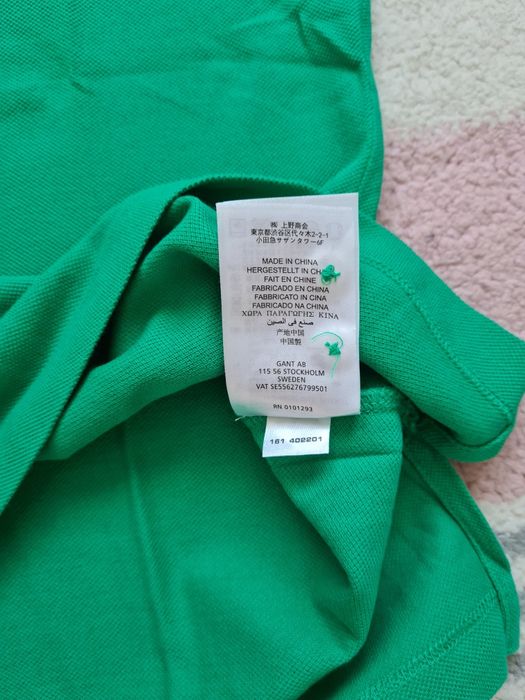 ㈱ 上野商会
東京都渋谷区代々木2-2-1
小田急サザンタワー6F
MADE IN CHINA
HERGESTELLT IN CH
FAIT EN CHINE
FABRICADO EN CHINA
FABBRICATO IN CINA
FABRICADO NA CHINA
ΧΩΡΑ ΠΑΡΑΓΩΓΗΣ ΚΙΝΑ
صنع في الصين
产地中国
中国製
GANT AB
115 56 STOCKHOLM
SWEDEN
VAT SE556276799501
RN 0101293
161 402201